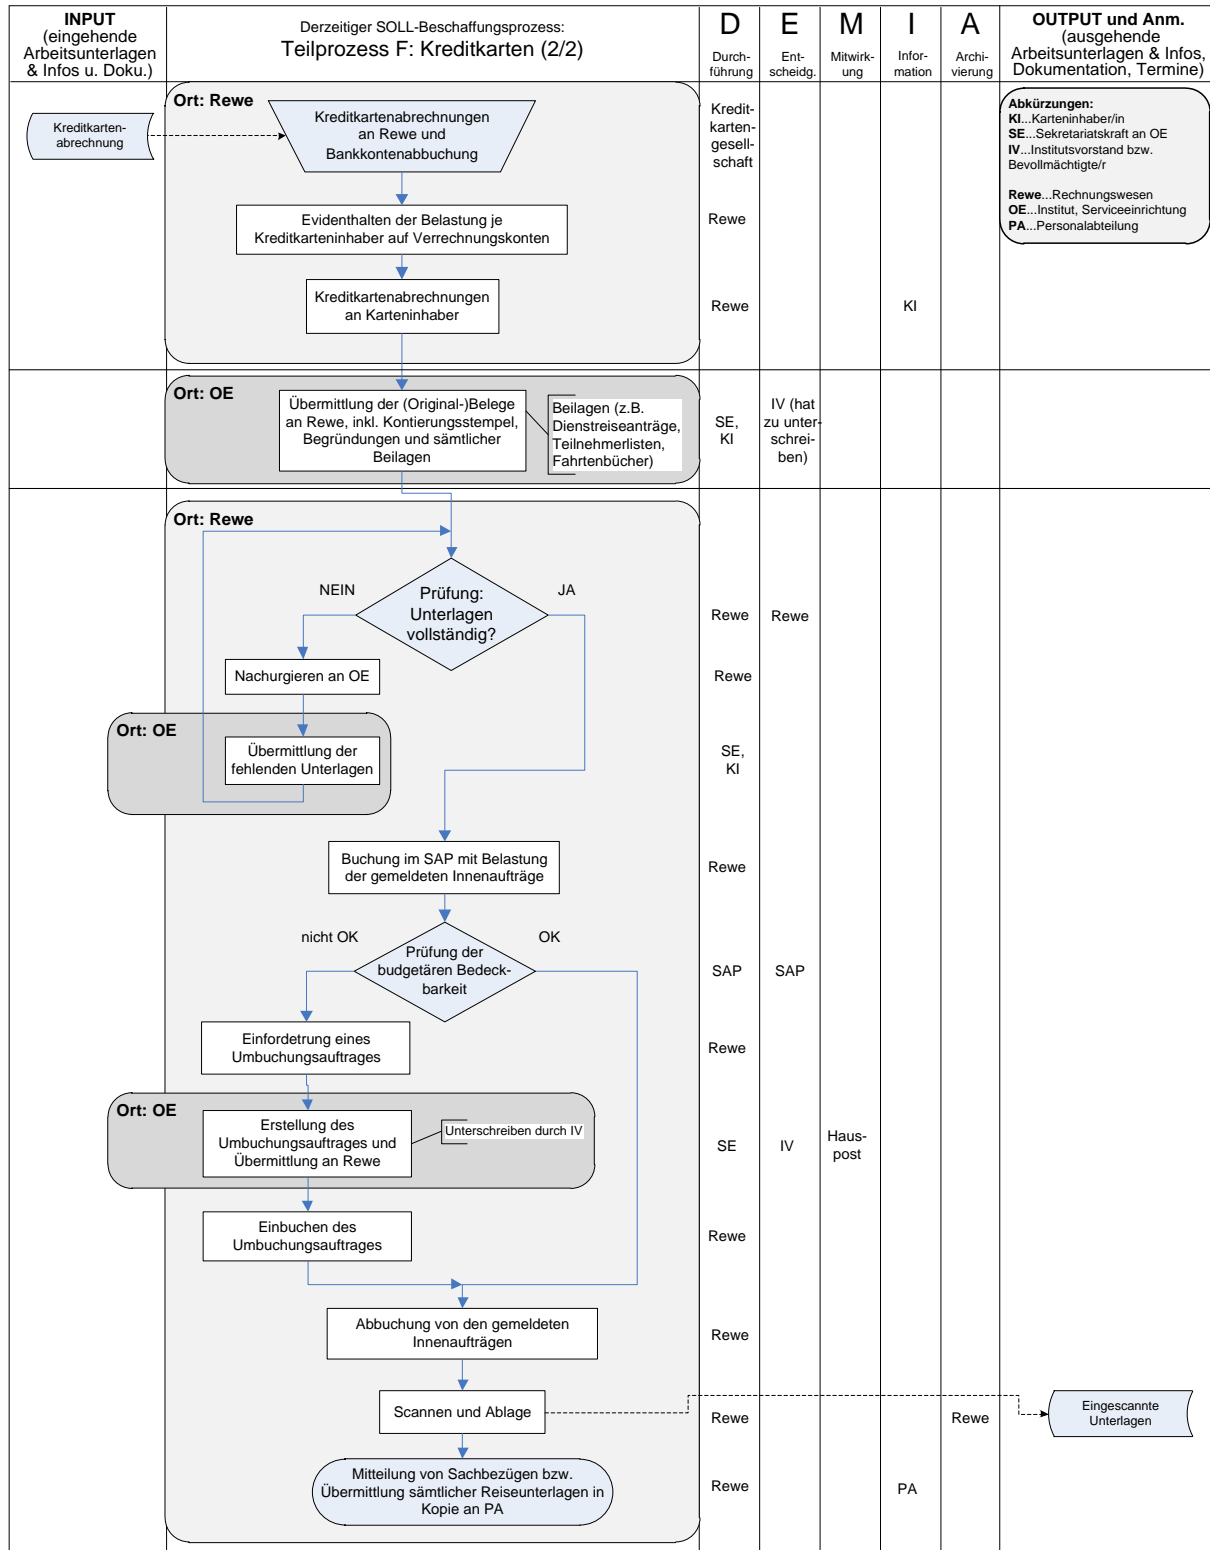 INPUT
(eingehende
Arbeitsunterlagen
& Infos u. Doku.)
Derzeitiger SOLL-Beschaffungsprozess:
Teilprozess F: Kreditkarten (2/2)
D
Durch-
führung
E
Ent-
scheidg.
M
Mitwirk-
ung
I
Infor-
mation
A
Archi-
vierung
OUTPUT und Anm.
(ausgehende
Arbeitsunterlagen & Infos,
Dokumentation, Termine)
Ort: Rewe
Kreditkarten-
abrechnung
Kreditkartenabrechnungen
an Rewe und
Bankkontenabbuchung
Kredit-
karten-
gesell-
schaft
Abkürzungen:
KI...Karteninhaber/in
SE...Sekretariatskraft an OE
IV...Institutsvorstand bzw.
Bevollmächtigte/r
Rewe...Rechnungswesen
OE...Institut, Serviceeinrichtung
PA...Personalabteilung
Evidenthalten der Belastung je
Kreditkarteninhaber auf Verrechnungskonten
Rewe
Kreditkartenabrechnungen
an Karteninhaber
Rewe
KI
Ort: OE
Übermittlung der (Original-)Belege
an Rewe, inkl. Kontierungsstempel,
Begründungen und sämtlicher
Beilagen
Beilagen (z.B.
Dienstreiseanträge,
Teilnehmerlisten,
Fahrtenbücher)
SE,
KI
IV (hat
zu unter-
schrei-
ben)
Ort: Rewe
NEIN
Prüfung:
Unterlagen
vollständig?
JA
Rewe
Rewe
Nachurgieren an OE
Rewe
Ort: OE
Übermittlung der
fehlenden Unterlagen
SE,
KI
Buchung im SAP mit Belastung
der gemeldeten Innenaufträge
Rewe
nicht OK
OK
Prüfung der
budgetären Bedeck-
barkeit
SAP
SAP
Einfordetrung eines
Umbuchungsauftrages
Rewe
Ort: OE
Erstellung des
Umbuchungsauftrages und
Übermittlung an Rewe
Unterschreiben durch IV
SE
IV
Haus-
post
Einbuchen des
Umbuchungsauftrages
Rewe
Abbuchung von den gemeldeten
Innenaufträgen
Rewe
Scannen und Ablage
Rewe
Rewe
Eingescannte
Unterlagen
Mitteilung von Sachbezügen bzw.
Übermittlung sämtlicher Reiseunterlagen in
Kopie an PA
Rewe
PA